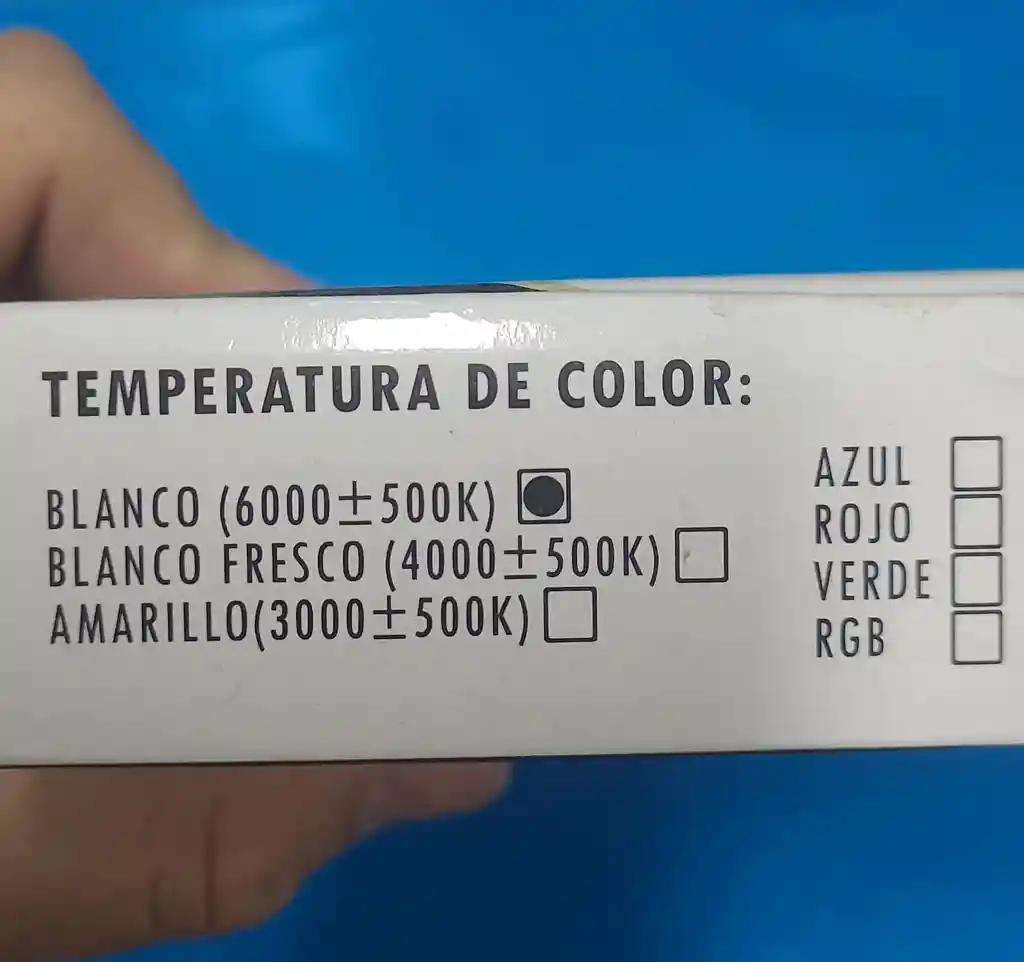 TEMPERATURA DE COLOR:
BLANCO (6000±500K)
BLANCO FRESCO (4000±500K)
AMARILLO(3000±500K)
AZUL
ROJO
VERDE
RGB